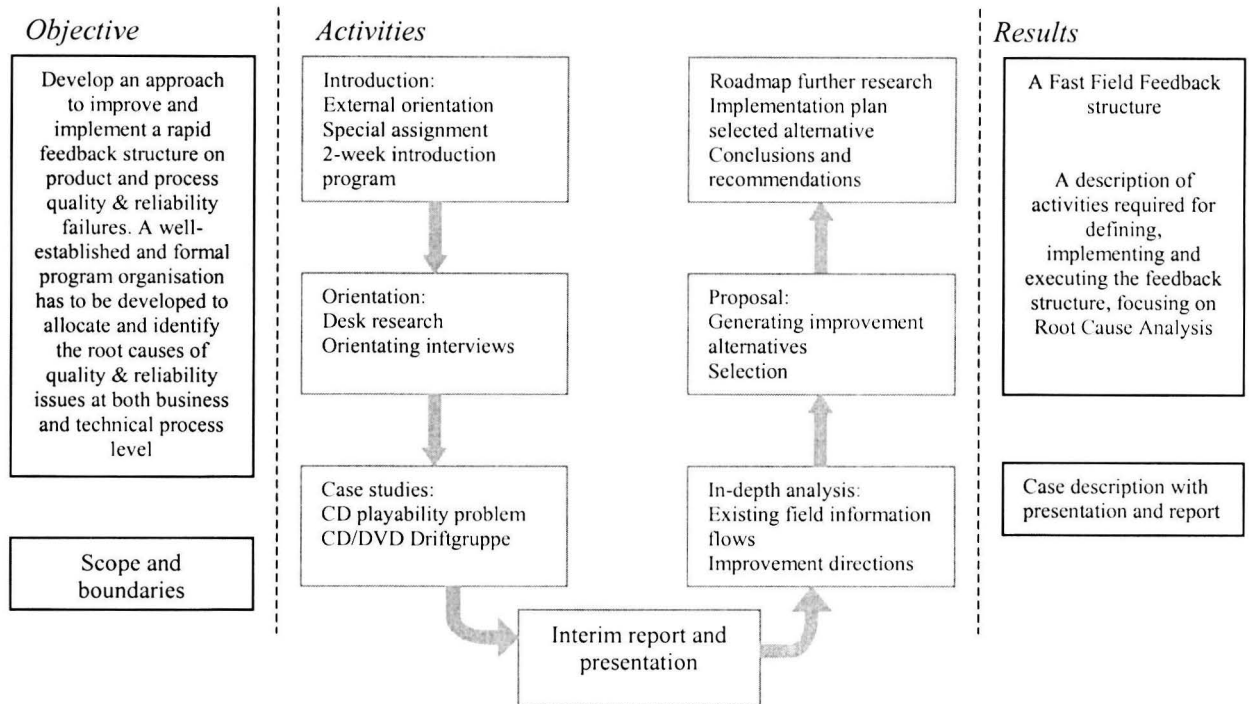 Objective
Develop an approach
to improve and
implement a rapid
feedback structure on
product and process
quality & reliability
failures. A well-
established and formal
program organisation
has to be developed to
allocate and identify
the root causes of
quality & reliability
issues at both business
and technical process
level
Scope and
boundaries
Activities
Introduction:
External orientation
Special assignment
2-week introduction
program
Orientation:
Desk research
Orientating interviews
Case studies:
CD playability problem
CD/DVD Driftgruppe
Interim report and
presentation
In-depth analysis:
Existing field information
flows
Improvement directions
Proposal:
Generating improvement
alternatives
Selection
Roadmap further research
Implementation plan
selected alternative
Conclusions and
recommendations
Results
A Fast Field Feedback
structure
A description of
activities required for
defining,
implementing and
executing the feedback
structure, focusing on
Root Cause Analysis
Case description with
presentation and report